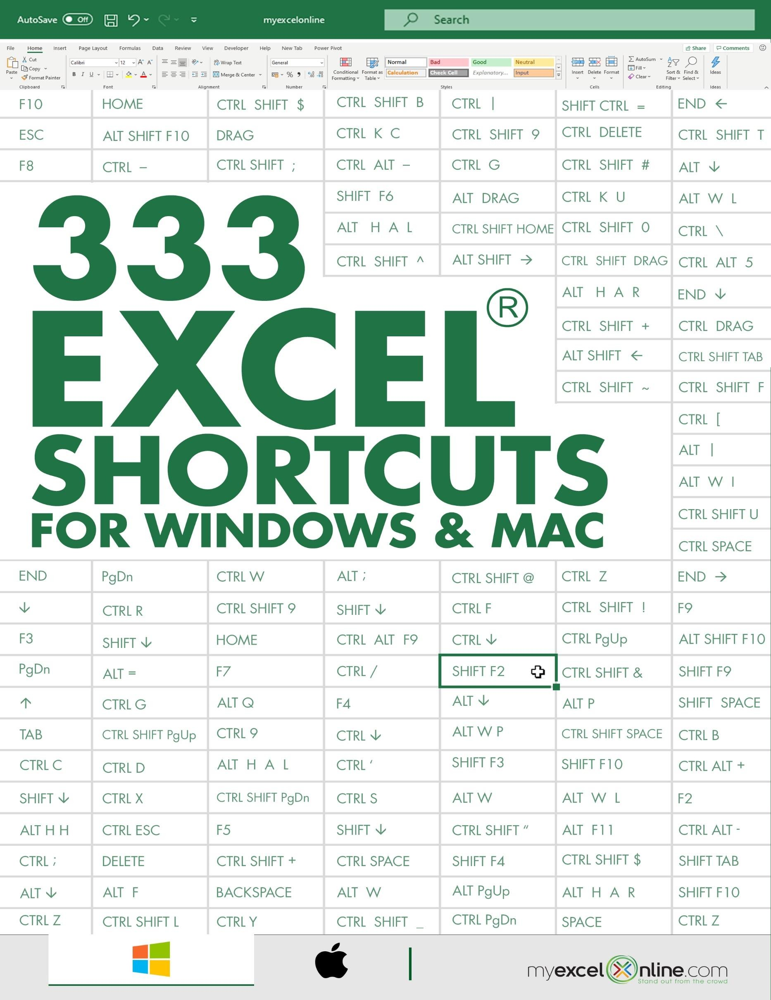 AutoSave Off myexcelonline Search
File Home Insert Page Layout Formulas Data Review View Developer Help New Tab Power Pivot Share Comments
Paste Cut Copy Format Painter Clipboard
Calibri 12 A^ A˅ B I U A Font
Wrap Text Merge & Center Alignment
General % , Number
Conditional Formatting Format as Table Normal Bad Good Neutral
Calculation Check Cell Explanatory... Input Styles
Insert Delete Format Cells
AutoSum Fill Clear Sort & Filter Find & Select Editing
Ideas Ideas
F10 HOME CTRL SHIFT $ CTRL SHIFT B CTRL | SHIFT CTRL = END ←
ESC ALT SHIFT F10 DRAG CTRL K C CTRL SHIFT 9 CTRL DELETE CTRL SHIFT T
F8 CTRL – CTRL SHIFT ; CTRL ALT – CTRL G CTRL SHIFT # ALT ↓
SHIFT F6 ALT DRAG CTRL K U ALT W L
ALT H A L CTRL SHIFT HOME CTRL SHIFT 0 CTRL \
CTRL SHIFT ^ ALT SHIFT → CTRL SHIFT DRAG CTRL ALT 5
333
ALT H A R END ↓
CTRL SHIFT + CTRL DRAG
ALT SHIFT ← CTRL SHIFT TAB
CTRL SHIFT ~ CTRL SHIFT F
EXCEL®
CTRL [
ALT |
ALT W I
SHORTCUTS
CTRL SHIFT U
CTRL SPACE
FOR WINDOWS & MAC
END PgDn CTRL W ALT ; CTRL SHIFT @ CTRL Z END →
↓ CTRL R CTRL SHIFT 9 SHIFT ↓ CTRL F CTRL SHIFT ! F9
F3 SHIFT ↓ HOME CTRL ALT F9 CTRL ↓ CTRL PgUp ALT SHIFT F10
PgDn ALT = F7 CTRL / SHIFT F2 CTRL SHIFT & SHIFT F9
↑ CTRL G ALT Q F4 ALT ↓ ALT P SHIFT SPACE
TAB CTRL SHIFT PgUp CTRL 9 CTRL ↓ ALT W P CTRL SHIFT SPACE CTRL B
CTRL C CTRL D ALT H A L CTRL ‘ SHIFT F3 SHIFT F10 CTRL ALT +
SHIFT ↓ CTRL X CTRL SHIFT PgDn CTRL S ALT W ALT W L F2
ALT H H CTRL ESC F5 SHIFT ↓ CTRL SHIFT “ ALT F11 CTRL ALT -
CTRL ; DELETE CTRL SHIFT + CTRL SPACE SHIFT F4 CTRL SHIFT $ SHIFT TAB
ALT ↓ ALT F BACKSPACE ALT W ALT PgUp ALT H A R SHIFT F10
CTRL Z CTRL SHIFT L CTRL Y CTRL SHIFT _ CTRL PgDn SPACE CTRL Z
myexcelOnline.com
Stand out from the crowd